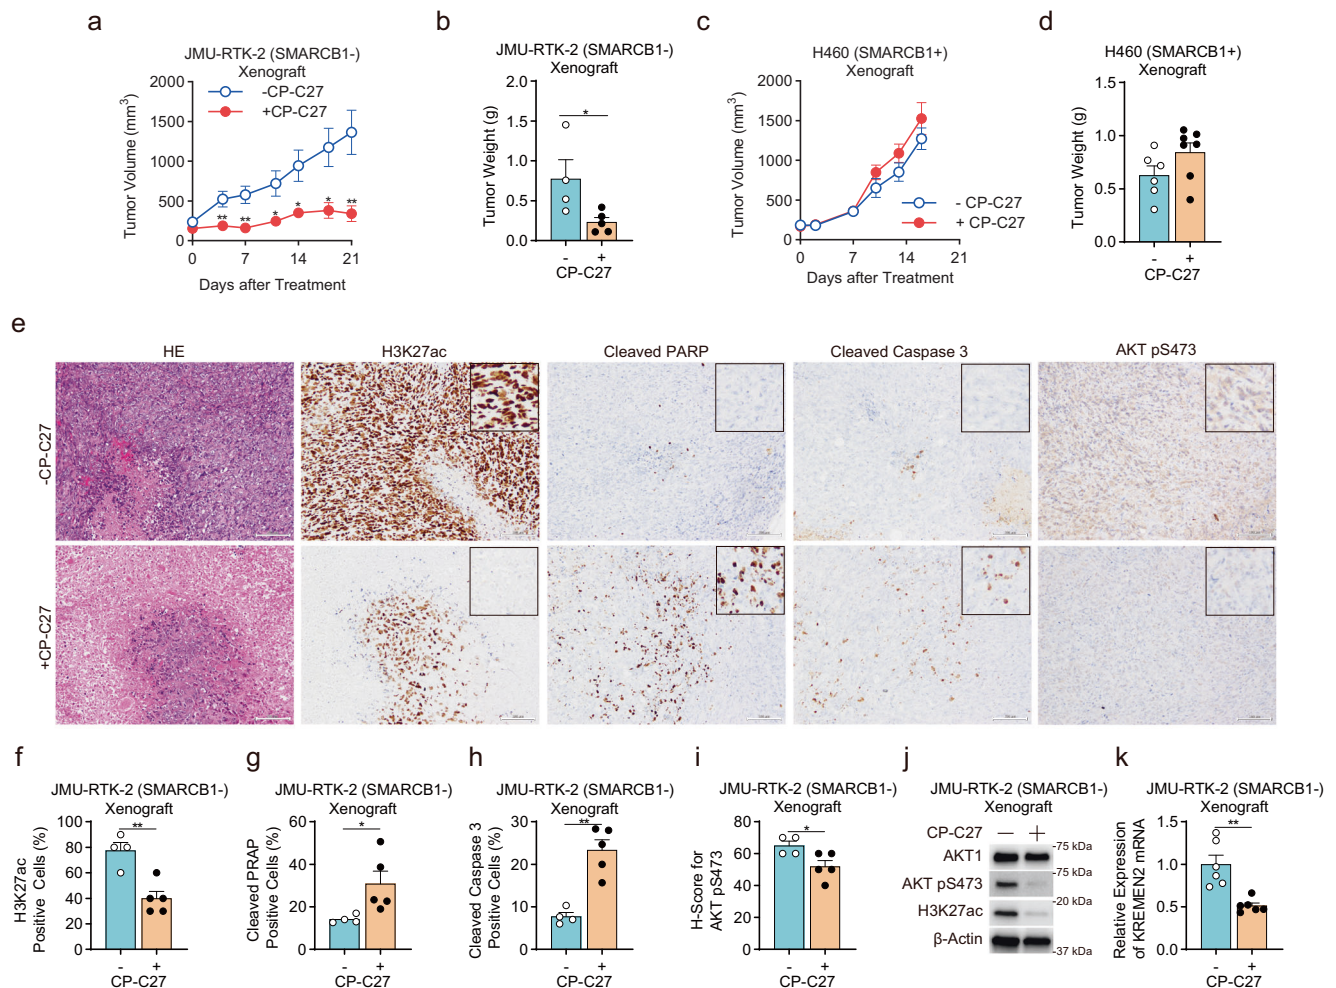 a
JMU-RTK-2 (SMARCB1-)
Xenograft
Tumor Volume (mm3)
2000
1500
1000
500
0
-CP-C27
+CP-C27
** ** * * * **
0 7 14 21
Days after Treatment
b
JMU-RTK-2 (SMARCB1-)
Xenograft
Tumor Weight (g)
2.0
1.5
1.0
0.5
0.0
*
- +
CP-C27
c
H460 (SMARCB1+)
Xenograft
Tumor Volume (mm3)
2000
1500
1000
500
0
- CP-C27
+ CP-C27
0 7 14 21
Days after Treatment
d
H460 (SMARCB1+)
Xenograft
Tumor Weight (g)
1.5
1.0
0.5
0.0
- +
CP-C27
e
HE H3K27ac Cleaved PARP Cleaved Caspase 3 AKT pS473
-CP-C27
+CP-C27
f
JMU-RTK-2 (SMARCB1-)
Xenograft
H3K27ac
Positive Cells (%)
100
80
60
40
20
0
**
- +
CP-C27
g
JMU-RTK-2 (SMARCB1-)
Xenograft
Cleaved PRAP
Positive Cells (%)
60
40
20
0
*
- +
CP-C27
h
JMU-RTK-2 (SMARCB1-)
Xenograft
Cleaved Caspase 3
Positive Cells (%)
30
20
10
0
**
- +
CP-C27
i
JMU-RTK-2 (SMARCB1-)
Xenograft
H-Score for
AKT pS473
80
60
40
20
0
*
- +
CP-C27
j
JMU-RTK-2 (SMARCB1-)
Xenograft
CP-C27 — +
AKT1
-75 kDa
AKT pS473
-75 kDa
H3K27ac
-20 kDa
β-Actin
-37 kDa
k
JMU-RTK-2 (SMARCB1-)
Xenograft
Relative Expression
of KREMEN2 mRNA
1.5
1.0
0.5
0.0
**
- +
CP-C27